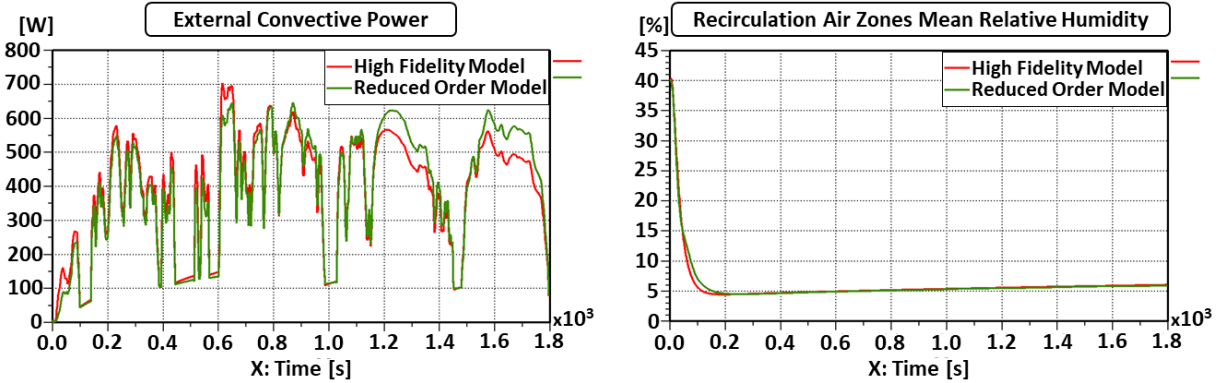 External Convective Power
[W]
800
700
600
500
400
300
200
100
0
High Fidelity Model
Reduced Order Model
0.0 0.2 0.4 0.6 0.8 1.0 1.2 1.4 1.6 1.8
x10³
X: Time [s]
Recirculation Air Zones Mean Relative Humidity
[%]
45
40
35
30
25
20
15
10
5
0
High Fidelity Model
Reduced Order Model
0.0 0.2 0.4 0.6 0.8 1.0 1.2 1.4 1.6 1.8
x10³
X: Time [s]